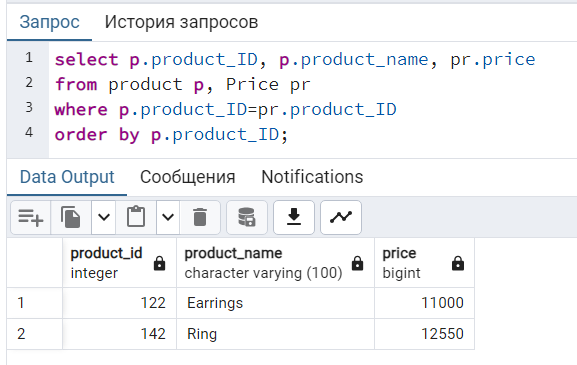 Запрос История запросов
1 select p.product_ID, p.product_name, pr.price
2 from product p, Price pr
3 where p.product_ID=pr.product_ID
4 order by p.product_ID;
Data Output Сообщения Notifications
product_id product_name price
integer character varying (100) bigint
1 122 Earrings 11000
2 142 Ring 12550